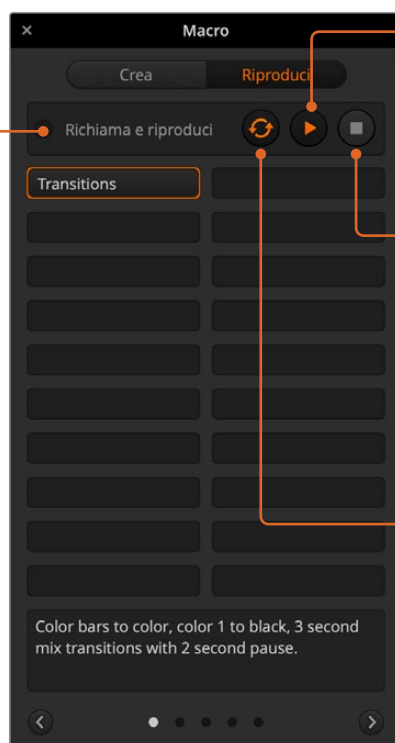 Macro
Crea
Riproduci
Richiama e riproduci
Transitions
Color bars to color, color 1 to black, 3 second
mix transitions with 2 second pause.